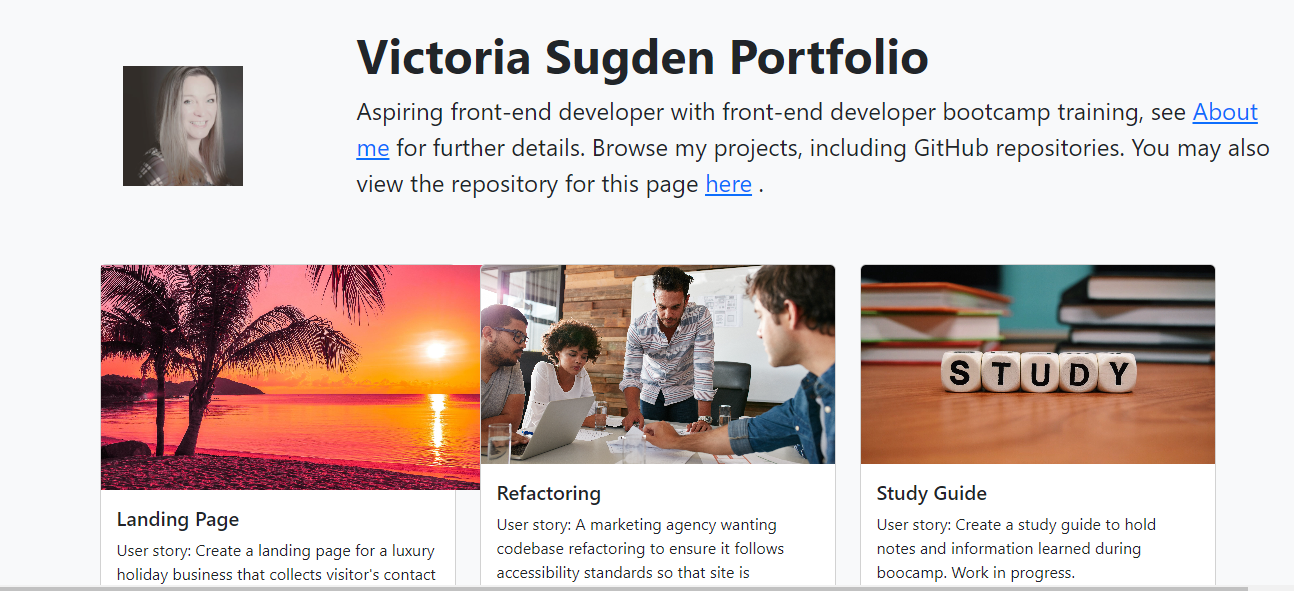 Victoria Sugden Portfolio
Aspiring front-end developer with front-end developer bootcamp training, see About
me for further details. Browse my projects, including GitHub repositories. You may also
view the repository for this page here .
STUDY
Landing Page
User story: Create a landing page for a luxury
holiday business that collects visitor's contact
Refactoring
User story: A marketing agency wanting
codebase refactoring to ensure it follows
accessibility standards so that site is
Study Guide
User story: Create a study guide to hold
notes and information learned during
boocamp. Work in progress.